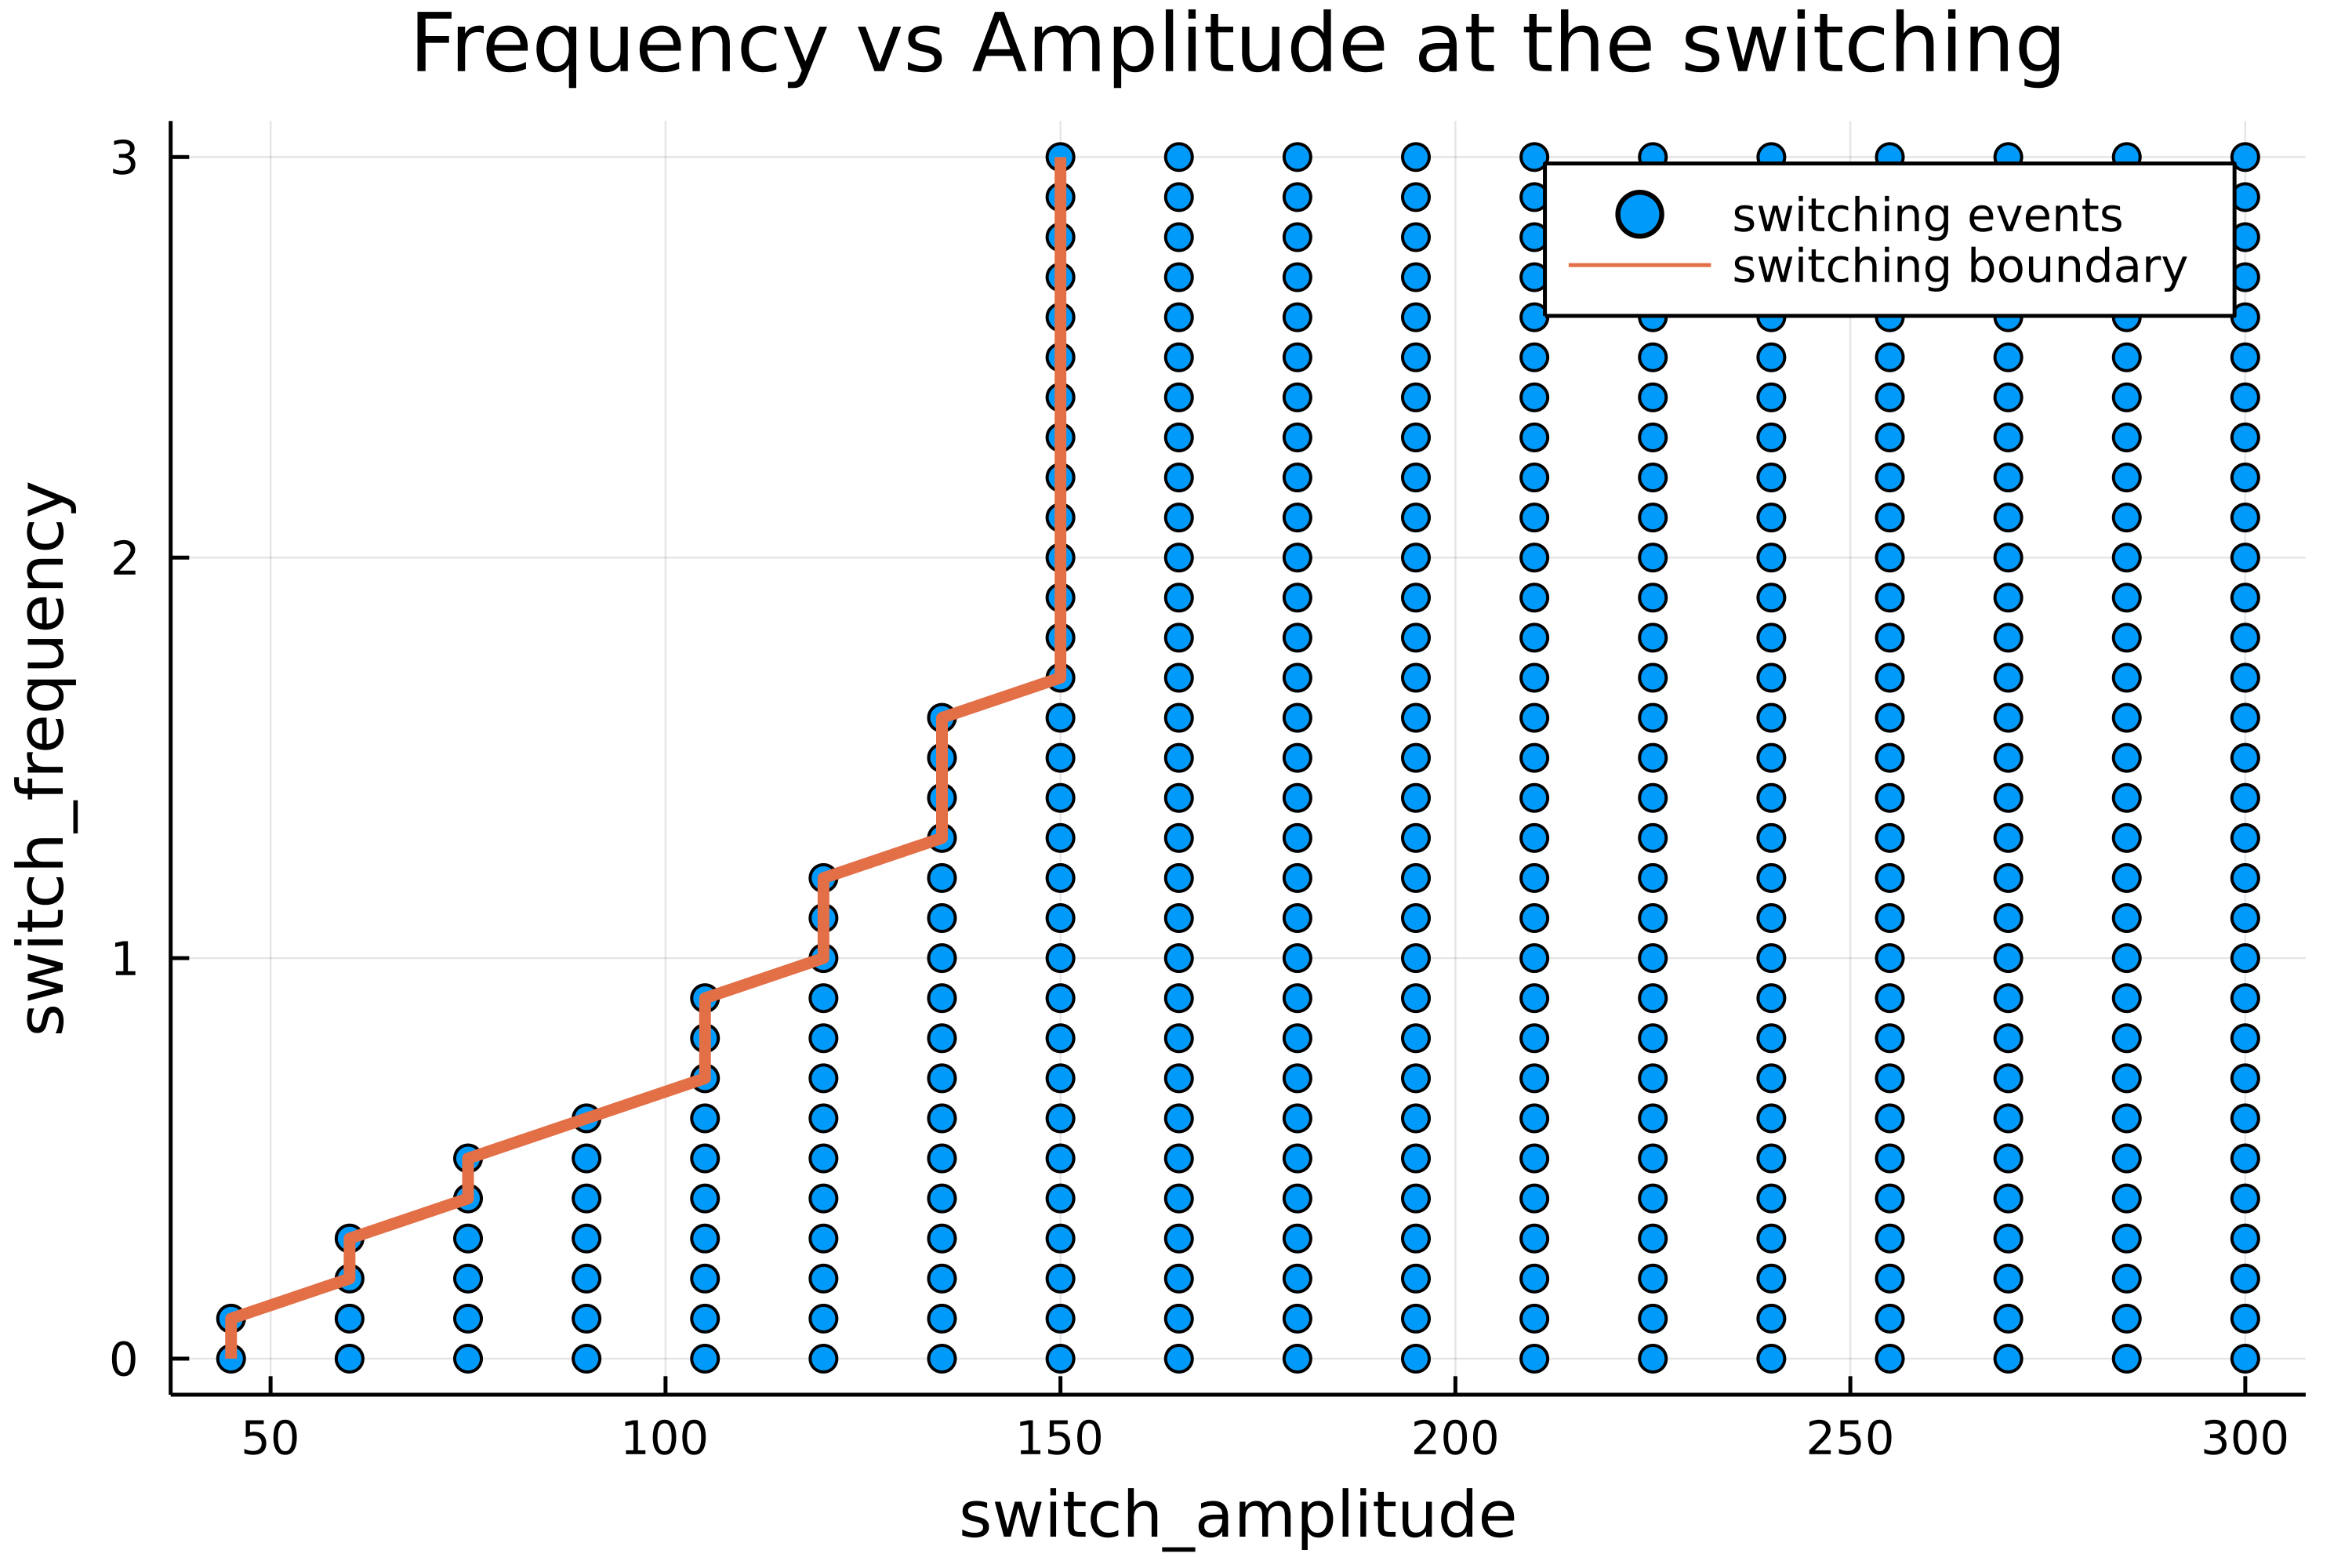 Frequency vs Amplitude at the switching
switching events
switching boundary
switch_frequency
3
2
1
0
50 100 150 200 250 300
switch_amplitude